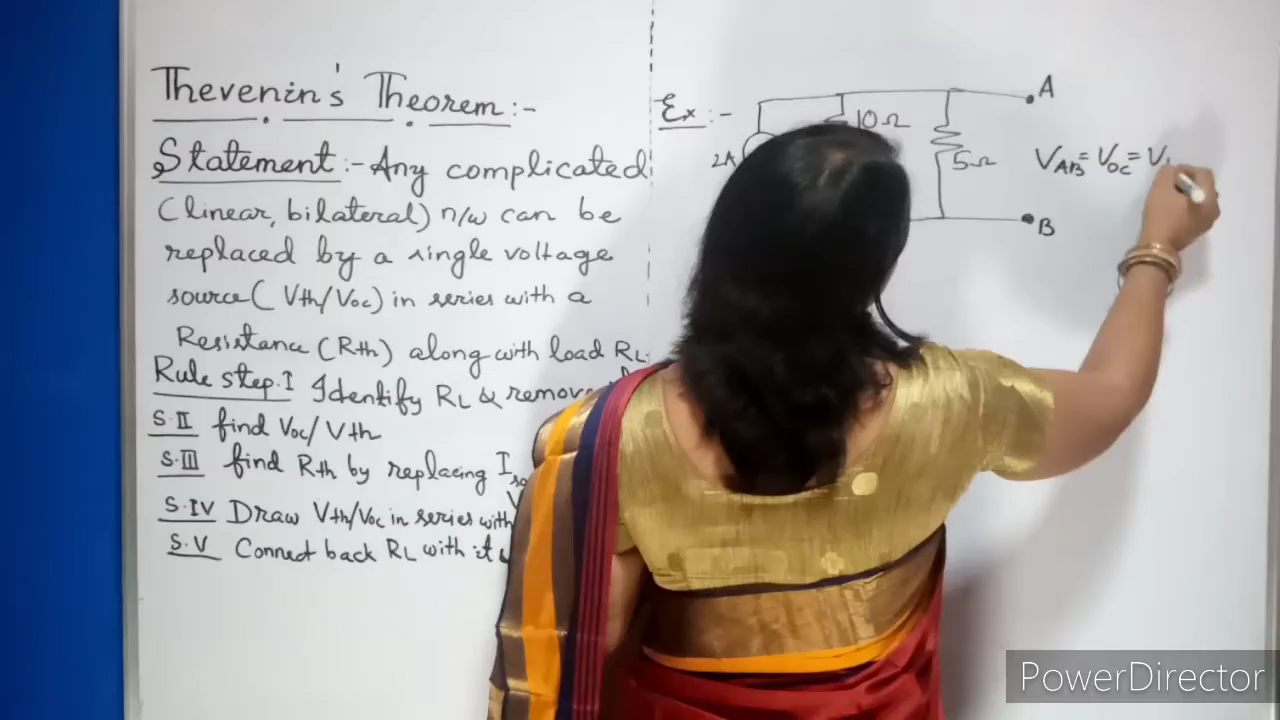 Thevenin's Theorem:-
Statement:- Any complicated
(linear, bilateral) n/w can be
replaced by a single voltage
source (Vth/Voc) in series with a
Resistance (Rth) along with load RL.
Rule step.I Identify RL & remove
S.II find Voc/Vth
S.III find Rth by replacing I
S.IV Draw Vth/Voc in series with
S.V Connect back RL with it
Ex:-
A
10Ω
2A
5Ω
VAB = VOC = V
B
PowerDirector